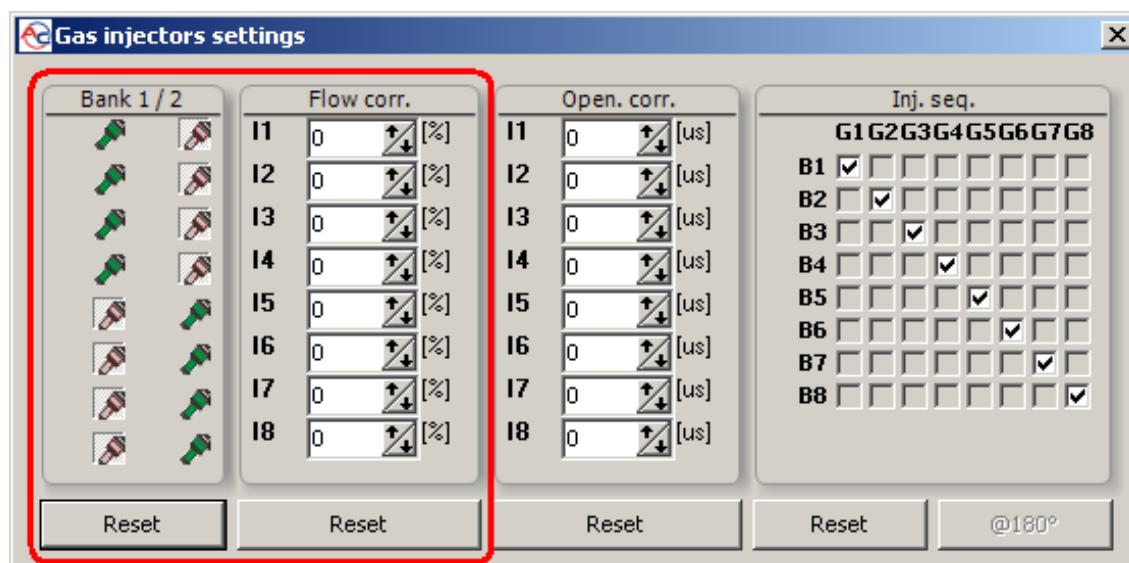 AC Gas injectors settings
Bank 1 / 2 Flow corr. Open. corr. Inj. seq.
I1 0 [%] I1 0 [us] G1 G2 G3 G4 G5 G6 G7 G8
I2 0 [%] I2 0 [us] B1
I3 0 [%] I3 0 [us] B2
I4 0 [%] I4 0 [us] B3
I5 0 [%] I5 0 [us] B4
I6 0 [%] I6 0 [us] B5
I7 0 [%] I7 0 [us] B6
I8 0 [%] I8 0 [us] B7
B8
Reset Reset Reset Reset @180°